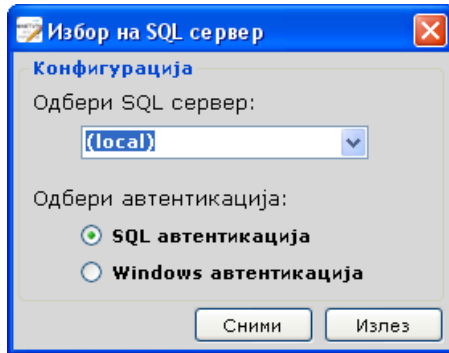 Избор на SQL сервер
Конфигурација
Одбери SQL сервер:
(local)
Одбери автентикација:
SQL автентикација
Windows автентикација
Сними Излез